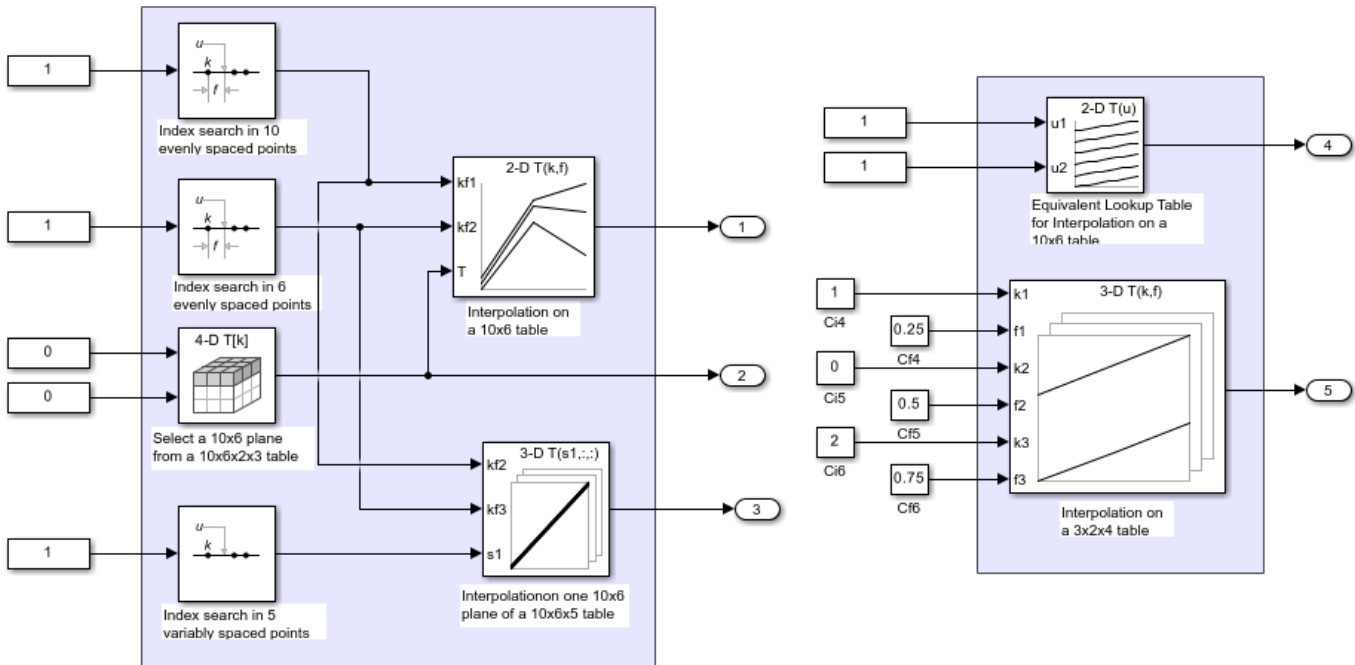 1
u
k
f
Index search in 10
evenly spaced points
1
u
k
f
Index search in 6
evenly spaced points
0
0
4-D T[k]
Select a 10x6 plane
from a 10x6x2x3 table
1
u
k
Index search in 5
variably spaced points
2-D T(k,f)
kf1
kf2
T
Interpolation on
a 10x6 table
1
2
3-D T(s1,:,:)
kf2
kf3
s1
Interpolationon one 10x6
plane of a 10x6x5 table
3
1
1
2-D T(u)
u1
u2
Equivalent Lookup Table
for Interpolation on a
10x6 table
4
1
Ci4
0.25
Cf4
0
Ci5
0.5
Cf5
2
Ci6
0.75
Cf6
3-D T(k,f)
k1
f1
k2
f2
k3
f3
Interpolation on
a 3x2x4 table
5